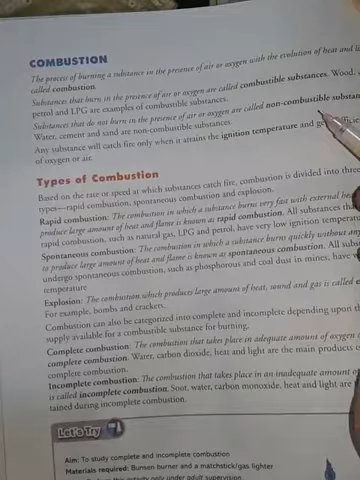 COMBUSTION
The process of burning a substance in the presence of air or oxygen with the evolution of heat and
called combustion.
Substances that burn in the presence of air or oxygen are called combustible substances. Wood,
petrol and LPG are examples of combustible substances.
Substances that do not burn in the presence of air or oxygen are called non-combustible
Water, cement and sand are non-combustible substances.
Any substance will catch fire only when it attains the ignition temperature and
of oxygen or air.
Types of Combustion
Based on the rate or speed at which substances catch fire, combustion is divided into three
types—rapid combustion, spontaneous combustion and explosion.
Rapid combustion: The combustion in which a substance burns very fast with external
produce large amount of heat and flame is known as rapid combustion. All substances
rapid combustion, such as natural gas, LPG and petrol, have very low ignition
Spontaneous combustion: The combustion in which a substance burns quickly without
to produce large amount of heat and flame is known as spontaneous combustion. All
undergo spontaneous combustion, such as phosphorous and coal dust in mines, have
temperature
Explosion: The combustion which produces large amount of heat, sound and gas is called
For example, bombs and crackers.
Combustion can also be categorized into complete and incomplete depending upon
supply available for a combustible substance for burning.
Complete combustion: The combustion that takes place in adequate amount of oxygen
complete combustion. Water, carbon dioxide, heat and light are the main products
complete combustion.
Incomplete combustion: The combustion that takes place in an inadequate amount
is called incomplete combustion. Soot, water, carbon monoxide, heat and light are
tained during incomplete combustion.
Let's Try
Aim: To study complete and incomplete combustion
Materials required: Bunsen burner and a matchstick/gas lighter
this activity only under adult supervision